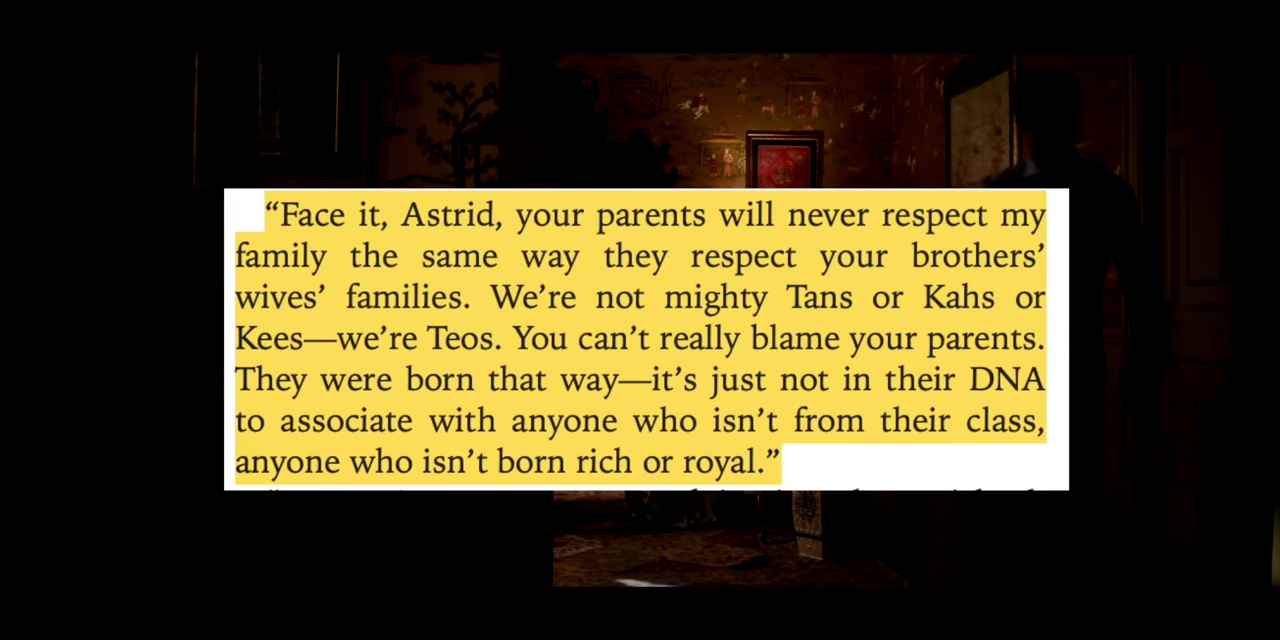 “Face it, Astrid, your parents will never respect my
family the same way they respect your brothers’
wives’ families. We’re not mighty Tans or Kahs or
Kees—we’re Teos. You can’t really blame your parents.
They were born that way—it’s just not in their DNA
to associate with anyone who isn’t from their class,
anyone who isn’t born rich or royal.”